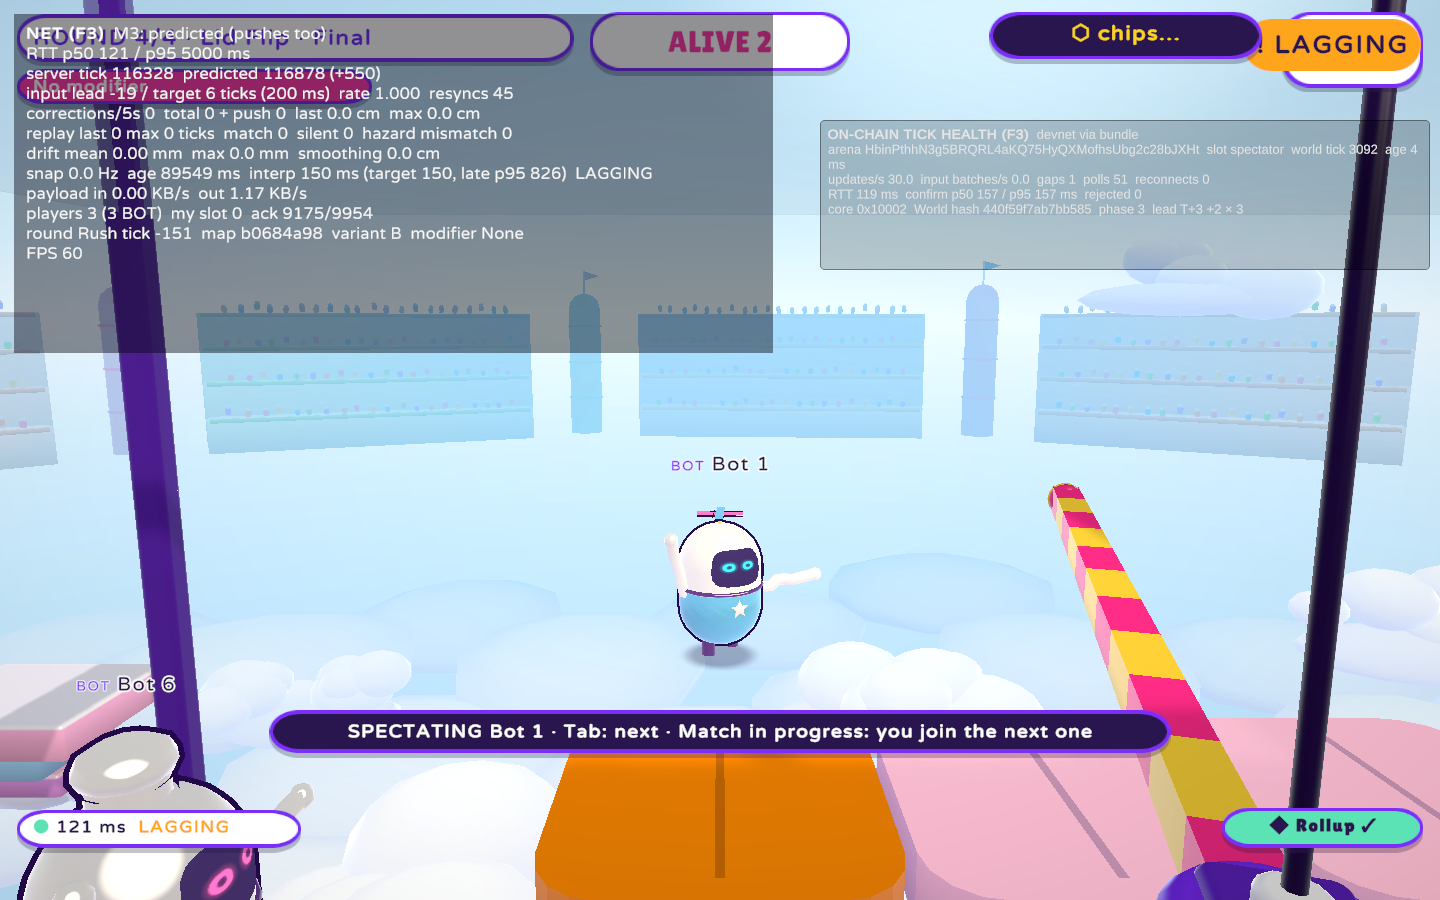 NET (F3) M3: predicted (pushes too)
ROUND 4/4 · Lid Flip · Final
RTT p50 121 / p95 5000 ms
server tick 116328 predicted 116878 (+550)
No modifier
input lead -19 / target 6 ticks (200 ms) rate 1.000 resyncs 45
corrections/5s 0 total 0 + push 0 last 0.0 cm max 0.0 cm
replay last 0 max 0 ticks match 0 silent 0 hazard mismatch 0
drift mean 0.00 mm max 0.0 mm smoothing 0.0 cm
snap 0.0 Hz age 89549 ms interp 150 ms (target 150, late p95 826) LAGGING
payload in 0.00 KB/s out 1.17 KB/s
players 3 (3 BOT) my slot 0 ack 9175/9954
round Rush tick -151 map b0684a98 variant B modifier None
FPS 60
ALIVE 2
chips...
! LAGGING
ON-CHAIN TICK HEALTH (F3) devnet via bundle
arena HbinPthhN3g5BRQRL4aKQ75HyQXMofhsUbg2c28bJXHt slot spectator world tick 3092 age 4
ms
updates/s 30.0 input batches/s 0.0 gaps 1 polls 51 reconnects 0
RTT 119 ms confirm p50 157 / p95 157 ms rejected 0
core 0x10002 World hash 440f59f7ab7bb585 phase 3 lead T+3 +2 × 3
BOT Bot 1
BOT Bot 6
SPECTATING Bot 1 · Tab: next · Match in progress: you join the next one
121 ms LAGGING
◆ Rollup ✓